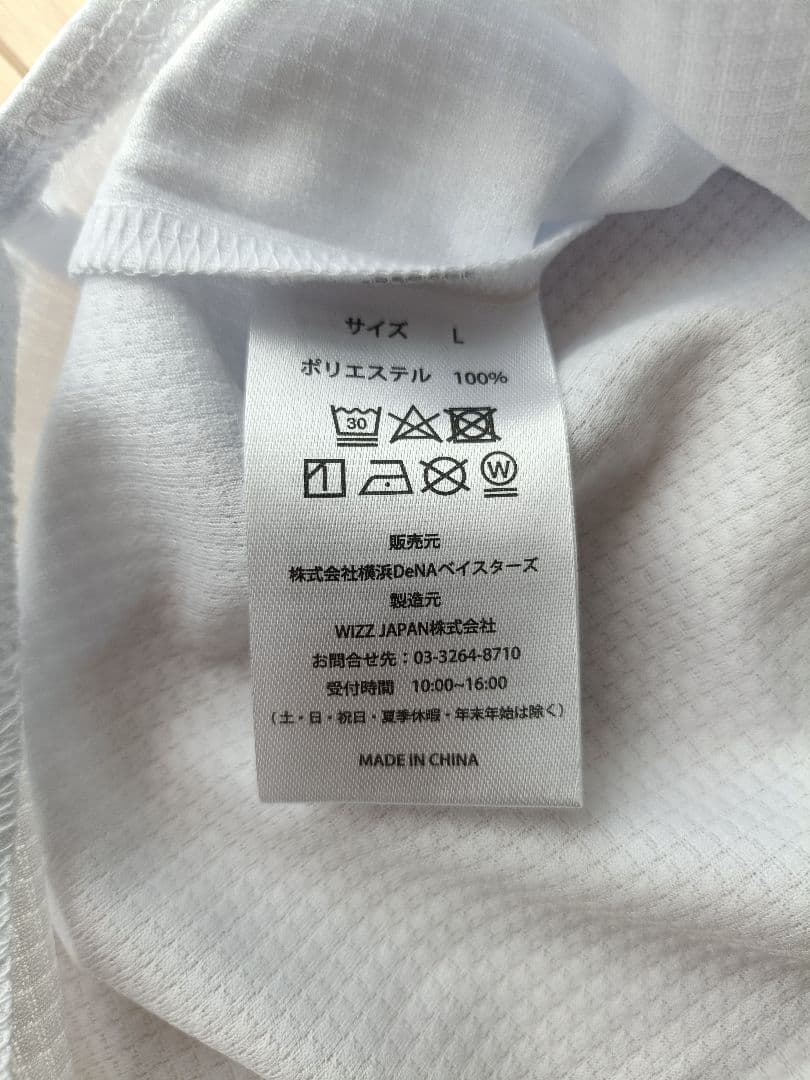 サイズ L
ポリエステル 100%
30
W
販売元
株式会社横浜DeNAベイスターズ
製造元
WIZZ JAPAN株式会社
お問合せ先：03-3264-8710
受付時間 10:00~16:00
（土・日・祝日・夏季休暇・年末年始は除く）
MADE IN CHINA